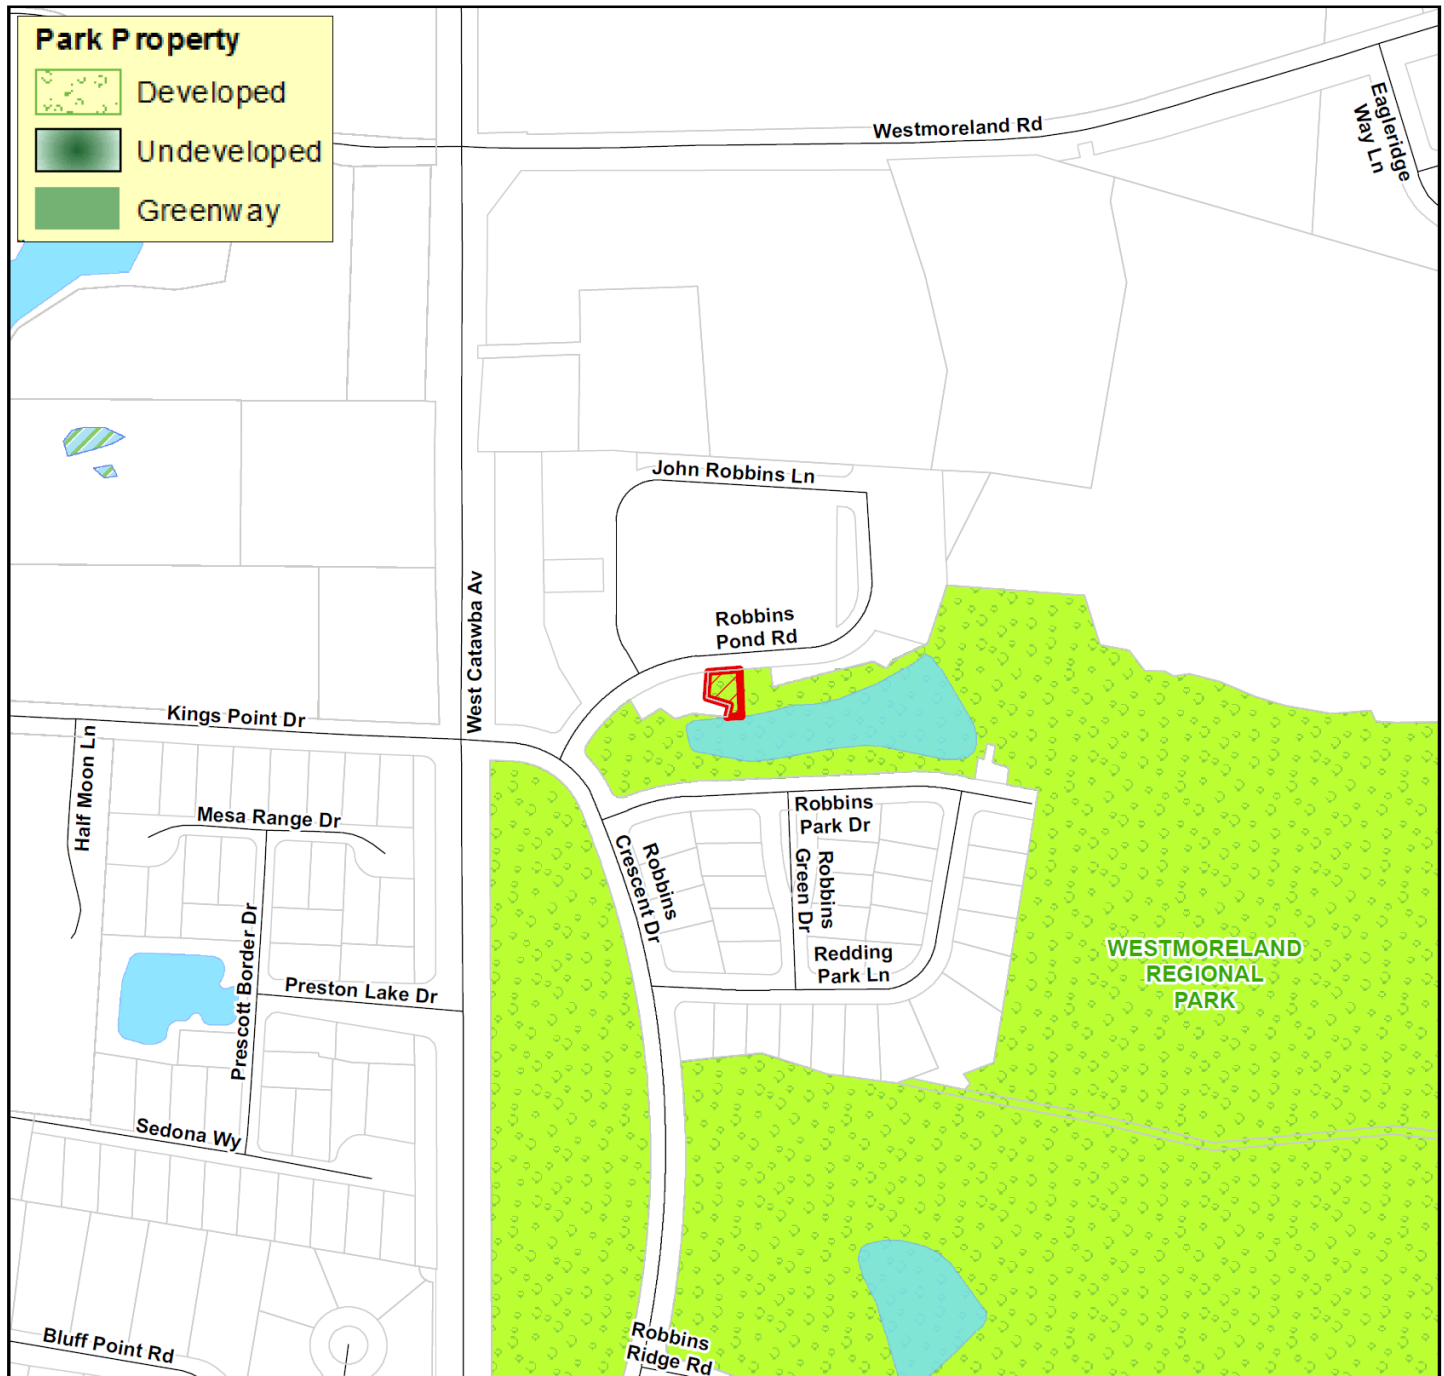 Park Property
Developed
Undeveloped
Greenway
Westmoreland Rd
Eagleridge
Way Ln
John Robbins Ln
West Catawba Av
Robbins
Pond Rd
Kings Point Dr
Half Moon Ln
Mesa Range Dr
Robbins
Park Dr
Robbins
Crescent Dr
Robbins
Green Dr
Prescott Border Dr
Redding
Park Ln
WESTMORELAND
REGIONAL
PARK
Preston Lake Dr
Sedona Wy
Bluff Point Rd
Robbins
Ridge Rd